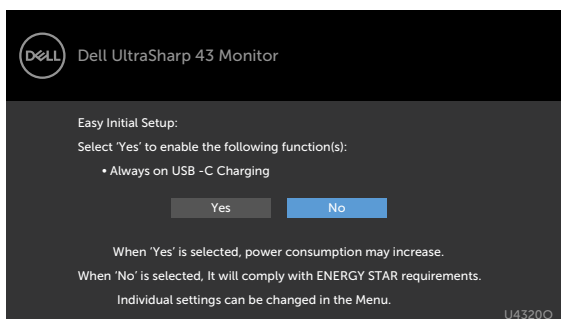 DELL
Dell UltraSharp 43 Monitor
Easy Initial Setup:
Select ‘Yes’ to enable the following function(s):
• Always on USB -C Charging
Yes No
When ‘Yes’ is selected, power consumption may increase.
When ‘No’ is selected, It will comply with ENERGY STAR requirements.
Individual settings can be changed in the Menu.
U4320Q